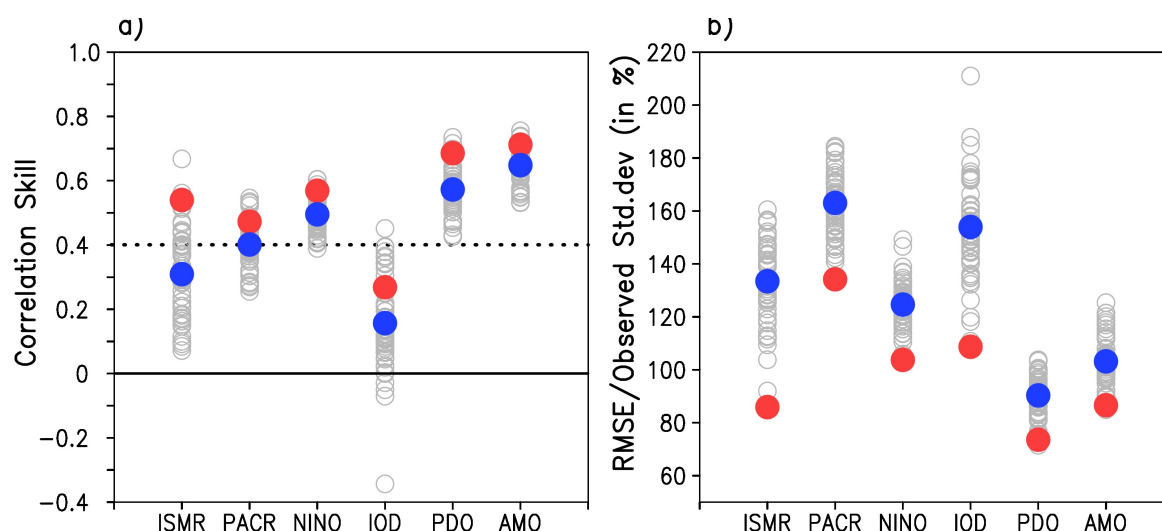 a)
Correlation Skill
1.0
0.8
0.6
0.4
0.2
0
-0.2
-0.4
ISMR PACR NINO IOD PDO AMO
b)
RMSE/Observed Std.dev (in %)
220
200
180
160
140
120
100
80
60
ISMR PACR NINO IOD PDO AMO